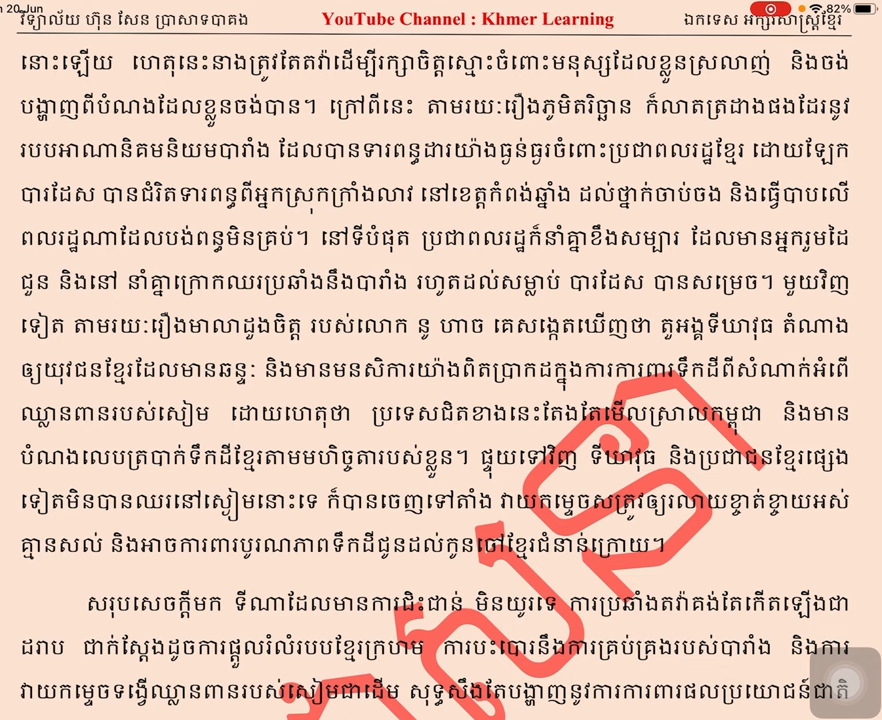 n 20 Jun
82%
វិទ្យាល័យ ហ៊ុន សែន ប្រាសាទបាគង YouTube Channel : Khmer Learning ឯកទេស អក្សរសាស្ត្រខ្មែរ
នោះឡើយ ហេតុនេះនាងត្រូវតែតវ៉ាដើម្បីរក្សាចិត្តស្មោះចំពោះមនុស្សដែលខ្លួនស្រលាញ់ និងចង់
បង្ហាញពីបំណងដែលខ្លួនចង់បាន។ ក្រៅពីនេះ តាមរយៈរឿងភូមិតិរច្ឆាន ក៏លាតត្រដាងផងដែរនូវ
របបអាណានិគមនិយមបារាំង ដែលបានទារពន្ធដារយ៉ាងធ្ងន់ធ្ងរចំពោះប្រជាពលរដ្ឋខ្មែរ ដោយឡែក
បារដែស បានជំរិតទារពន្ធពីអ្នកស្រុកក្រាំងលាវ នៅខេត្តកំពង់ឆ្នាំង ដល់ថ្នាក់ចាប់ចង និងធ្វើបាបលើ
ពលរដ្ឋណាដែលបង់ពន្ធមិនគ្រប់។ នៅទីបំផុត ប្រជាពលរដ្ឋក៏នាំគ្នាខឹងសម្បារ ដែលមានអ្នករួមដៃ
ជួន និងនៅ នាំគ្នាក្រោកឈរប្រឆាំងនឹងបារាំង រហូតដល់សម្លាប់ បារដែស បានសម្រេច។ មួយវិញ
ទៀត តាមរយៈរឿងមាលាដួងចិត្ត របស់លោក នូ ហាច គេសង្កេតឃើញថា តួអង្គទីឃាវុធ តំណាង
ឲ្យយុវជនខ្មែរដែលមានឆន្ទៈ និងមានមនសិការយ៉ាងពិតប្រាកដក្នុងការការពារទឹកដីពីសំណាក់អំពើ
ឈ្លានពានរបស់សៀម ដោយហេតុថា ប្រទេសជិតខាងនេះតែងតែមើលស្រាលកម្ពុជា និងមាន
បំណងលេបត្របាក់ទឹកដីខ្មែរតាមមហិច្ចតារបស់ខ្លួន។ ផ្ទុយទៅវិញ ទីឃាវុធ និងប្រជាជនខ្មែរផ្សេង
ទៀតមិនបានឈរនៅស្ងៀមនោះទេ ក៏បានចេញទៅតាំង វាយកម្ទេចសត្រូវឲ្យរលាយខ្ចាត់ខ្ចាយអស់
គ្មានសល់ និងអាចការពារបូរណភាពទឹកដីជូនដល់កូនចៅខ្មែរជំនាន់ក្រោយ។
សរុបសេចក្ដីមក ទីណាដែលមានការជិះជាន់ មិនយូរទេ ការប្រឆាំងតវ៉ាគង់តែកើតឡើងជា
ដរាប ជាក់ស្ដែងដូចការផ្ដួលរំលំរបបខ្មែរក្រហម ការបះបោរនឹងការគ្រប់គ្រងរបស់បារាំង និងការ
វាយកម្ទេចទង្វើឈ្លានពានរបស់សៀមជាដើម សុទ្ធសឹងតែបង្ហាញនូវការការពារផលប្រយោជន៍ជាតិ